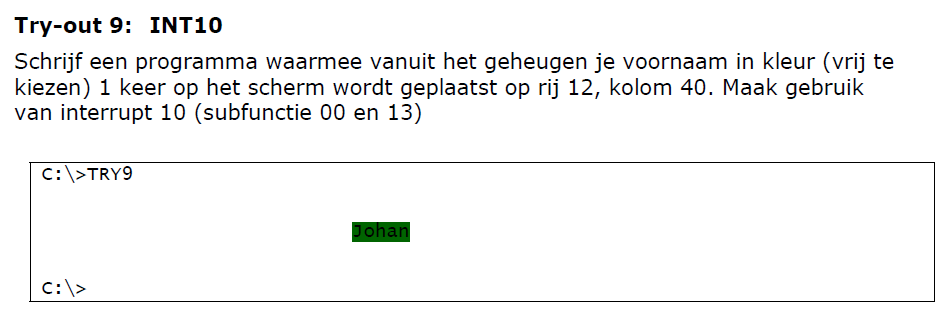 Try-out 9: INT10
Schrijf een programma waarmee vanuit het geheugen je voornaam in kleur (vrij te
kiezen) 1 keer op het scherm wordt geplaatst op rij 12, kolom 40. Maak gebruik
van interrupt 10 (subfunctie 00 en 13)
C:\>TRY9
Johan
C:\>